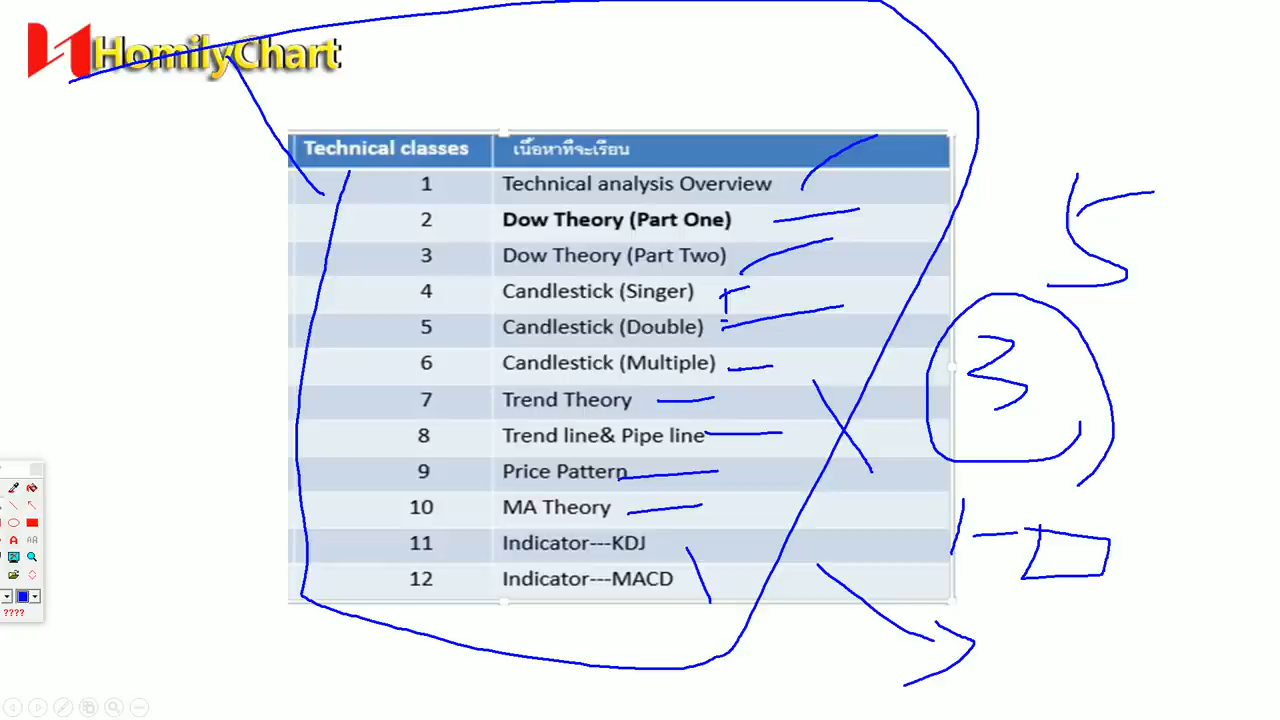 HomilyChart
Technical classes เนื้อหาที่จะเรียน
1 Technical analysis Overview
2 Dow Theory (Part One)
3 Dow Theory (Part Two)
4 Candlestick (Singer)
5 Candlestick (Double)
6 Candlestick (Multiple)
7 Trend Theory
8 Trend line& Pipe line
9 Price Pattern
10 MA Theory
11 Indicator---KDJ
12 Indicator---MACD
5
3
A AA
????